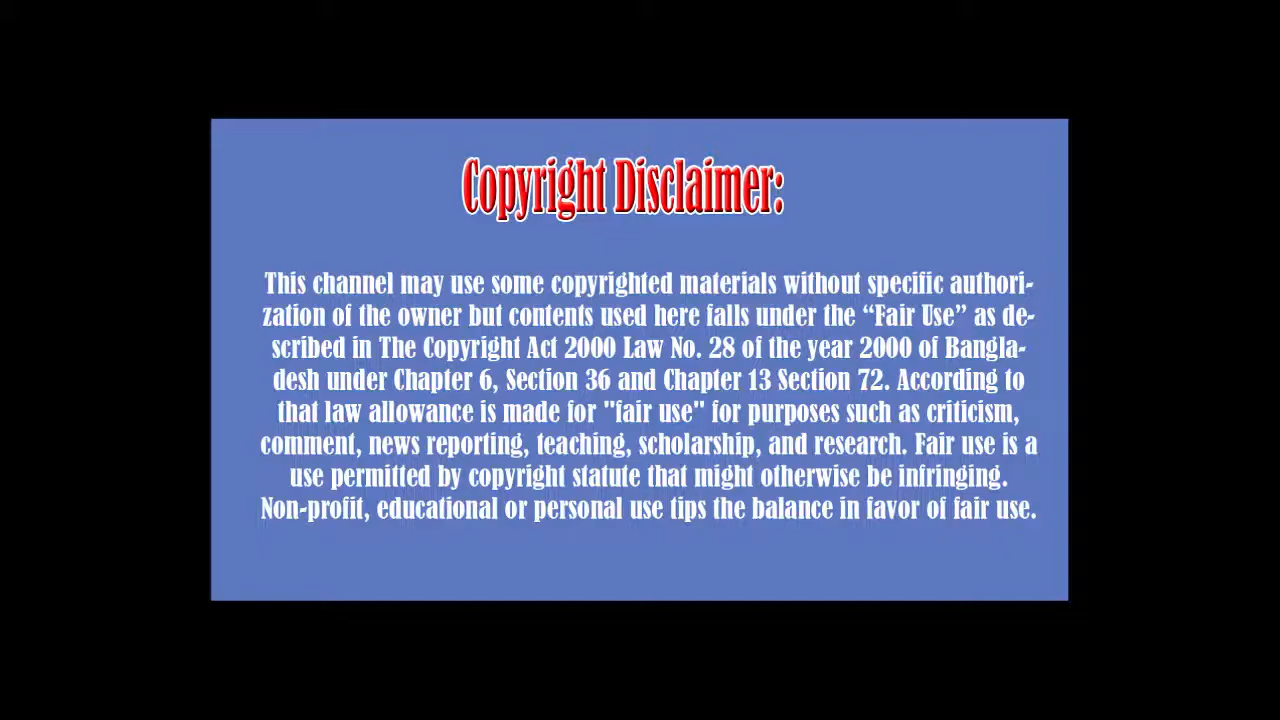 Copyright Disclaimer:
This channel may use some copyrighted materials without specific authori-
zation of the owner but contents used here falls under the “Fair Use” as de-
scribed in The Copyright Act 2000 Law No. 28 of the year 2000 of Bangla-
desh under Chapter 6, Section 36 and Chapter 13 Section 72. According to
that law allowance is made for "fair use" for purposes such as criticism,
comment, news reporting, teaching, scholarship, and research. Fair use is a
use permitted by copyright statute that might otherwise be infringing.
Non-profit, educational or personal use tips the balance in favor of fair use.